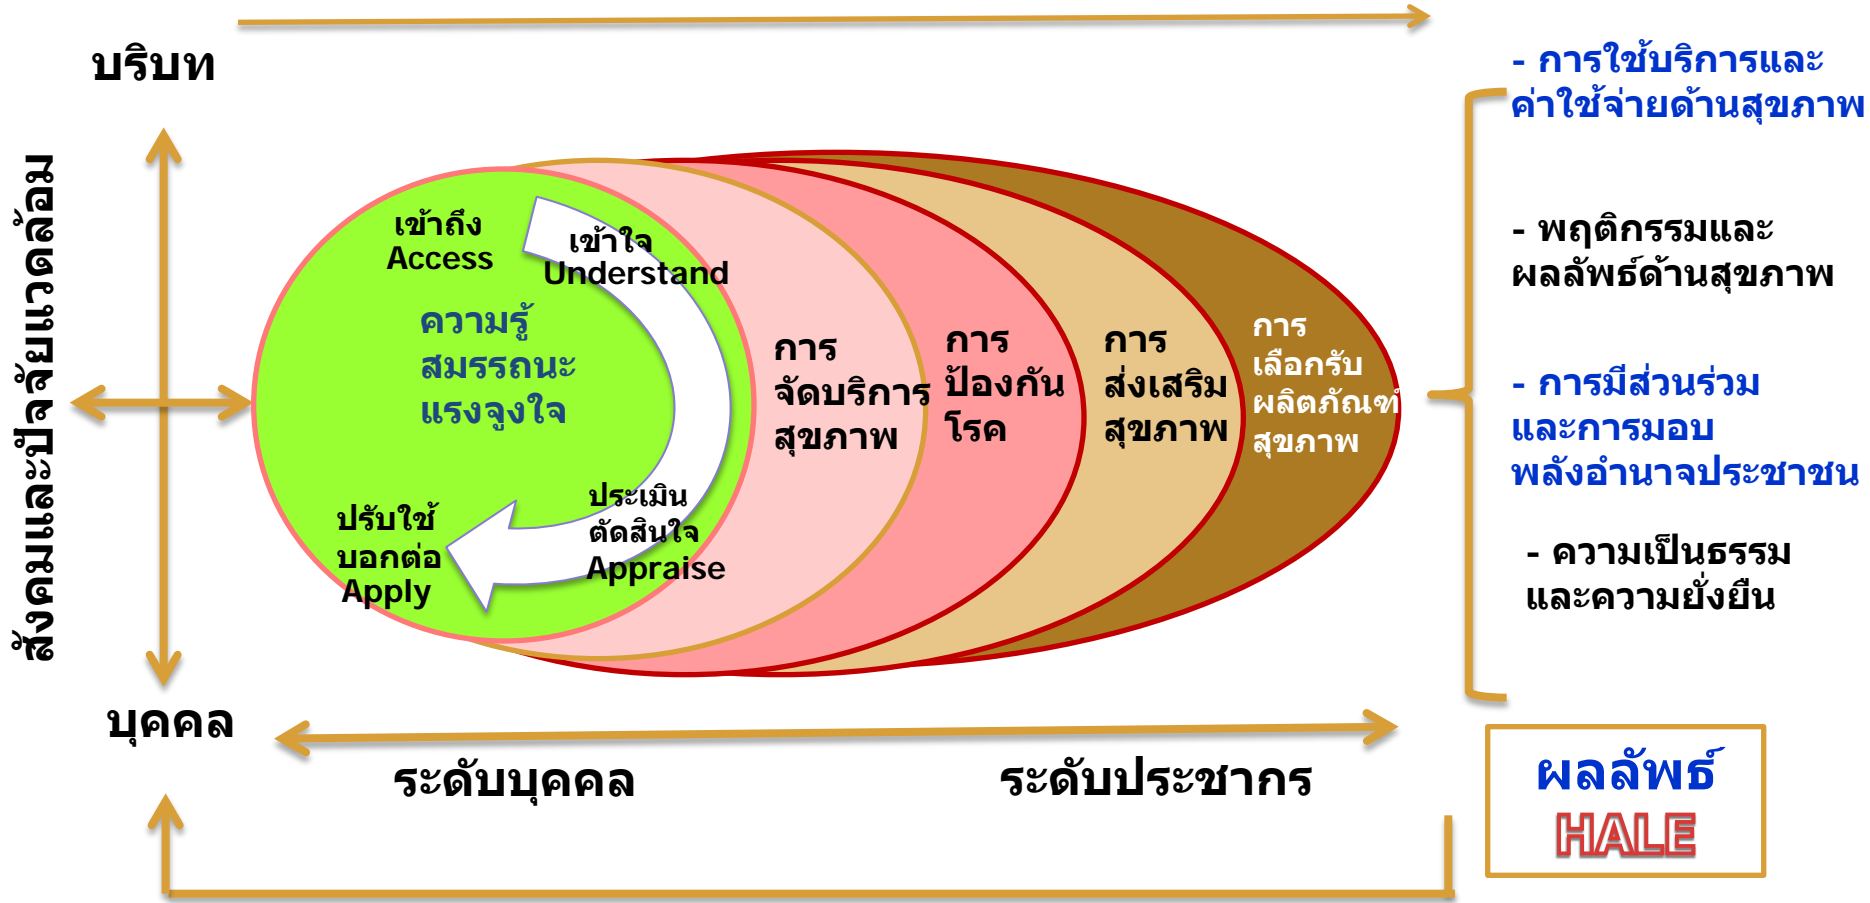 บริบท
สังคมและปัจจัยแวดล้อม
บุคคล
เข้าถึง
Access
เข้าใจ
Understand
ความรู้
สมรรถนะ
แรงจูงใจ
ประเมิน
ตัดสินใจ
Appraise
ปรับใช้
บอกต่อ
Apply
การ
จัดบริการ
สุขภาพ
การ
ป้องกัน
โรค
การ
ส่งเสริม
สุขภาพ
การ
เลือกรับ
ผลิตภัณฑ์
สุขภาพ
ระดับบุคคล
ระดับประชากร
- การใช้บริการและ
ค่าใช้จ่ายด้านสุขภาพ
- พฤติกรรมและ
ผลลัพธ์ด้านสุขภาพ
- การมีส่วนร่วม
และการมอบ
พลังอำนาจประชาชน
- ความเป็นธรรม
และความยั่งยืน
ผลลัพธ์
HALE